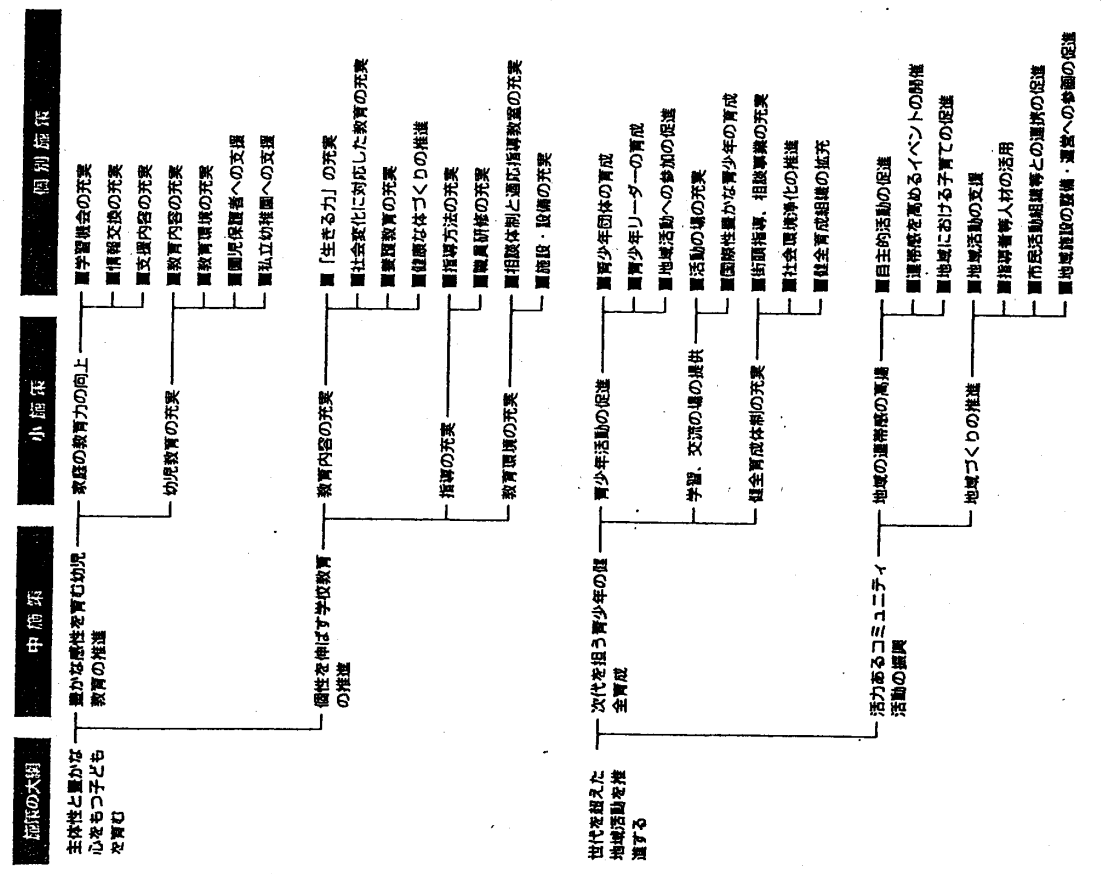 施策の大綱
中施策
小施策
個別施策
主体性と豊かな
心をもつ子ども
を育む
豊かな感性を育む幼児
教育の推進
家庭の教育力の向上
■学習機会の充実
■情報交換の充実
■支援内容の充実
幼児教育の充実
■教育内容の充実
■教育環境の充実
■園児保護者への支援
■私立幼稚園への支援
個性を伸ばす学校教育
の推進
教育内容の充実
■「生きる力」の充実
■社会変化に対応した教育の充実
■養護教育の充実
■健康な体づくりの推進
指導の充実
■指導方法の充実
■職員研修の充実
教育環境の充実
■相談体制と適応指導教室の充実
■施設・設備の充実
世代を超えた
地域活動を推
進する
次代を担う青少年の健
全育成
青少年活動の促進
■青少年団体の育成
■青少年リーダーの育成
■地域活動への参加の促進
学習、交流の場の提供
■活動の場の充実
■国際性豊かな青少年の育成
健全育成体制の充実
■街頭指導、相談事業の充実
■社会環境浄化の推進
■健全育成組織の拡充
活力あるコミュニティ
活動の振興
地域の連帯感の高揚
■自主的活動の促進
■連帯感を高めるイベントの開催
■地域における子育ての促進
地域づくりの推進
■地域活動の支援
■指導者等人材の活用
■市民活動組織等との連携の促進
■地域施設の整備・運営への参画の促進